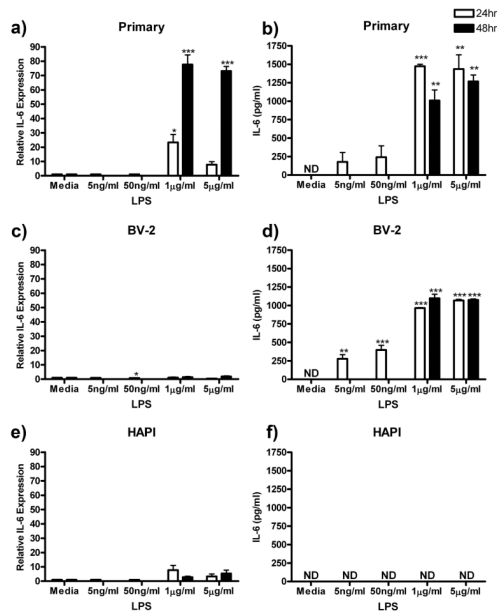 24hr
48hr
a) Primary
Relative IL-6 Expression
90
80
70
60
50
40
30
20
10
0
*
***
***
Media 5ng/ml 50ng/ml 1µg/ml 5µg/ml
LPS
b) Primary
IL-6 (pg/ml)
1750
1500
1250
1000
750
500
250
0
ND
***
**
**
**
Media 5ng/ml 50ng/ml 1µg/ml 5µg/ml
LPS
c) BV-2
Relative IL-6 Expression
90
80
70
60
50
40
30
20
10
0
*
Media 5ng/ml 50ng/ml 1µg/ml 5µg/ml
LPS
d) BV-2
IL-6 (pg/ml)
1750
1500
1250
1000
750
500
250
0
ND
**
***
***
***
*** ***
Media 5ng/ml 50ng/ml 1µg/ml 5µg/ml
LPS
e) HAPI
Relative IL-6 Expression
90
80
70
60
50
40
30
20
10
0
Media 5ng/ml 50ng/ml 1µg/ml 5µg/ml
LPS
f) HAPI
IL-6 (pg/ml)
1750
1500
1250
1000
750
500
250
0
ND ND ND ND ND
Media 5ng/ml 50ng/ml 1µg/ml 5µg/ml
LPS